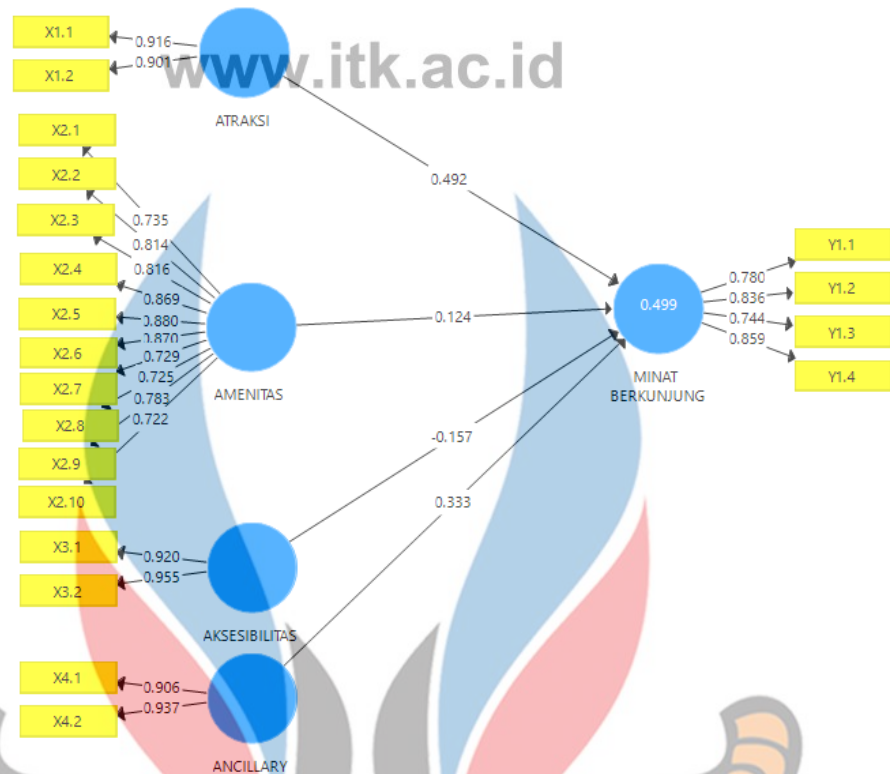 www.itk.ac.id
X1.1
X1.2
0.916
0.901
ATRAKSI
X2.1
X2.2
X2.3
X2.4
X2.5
X2.6
X2.7
X2.8
X2.9
X2.10
0.735
0.814
0.816
0.869
0.880
0.870
0.729
0.725
0.783
0.722
AMENITAS
X3.1
X3.2
0.920
0.955
AKSESIBILITAS
X4.1
X4.2
0.906
0.937
ANCILLARY
0.492
0.124
-0.157
0.333
0.499
MINAT
BERKUNJUNG
0.780
0.836
0.744
0.859
Y1.1
Y1.2
Y1.3
Y1.4